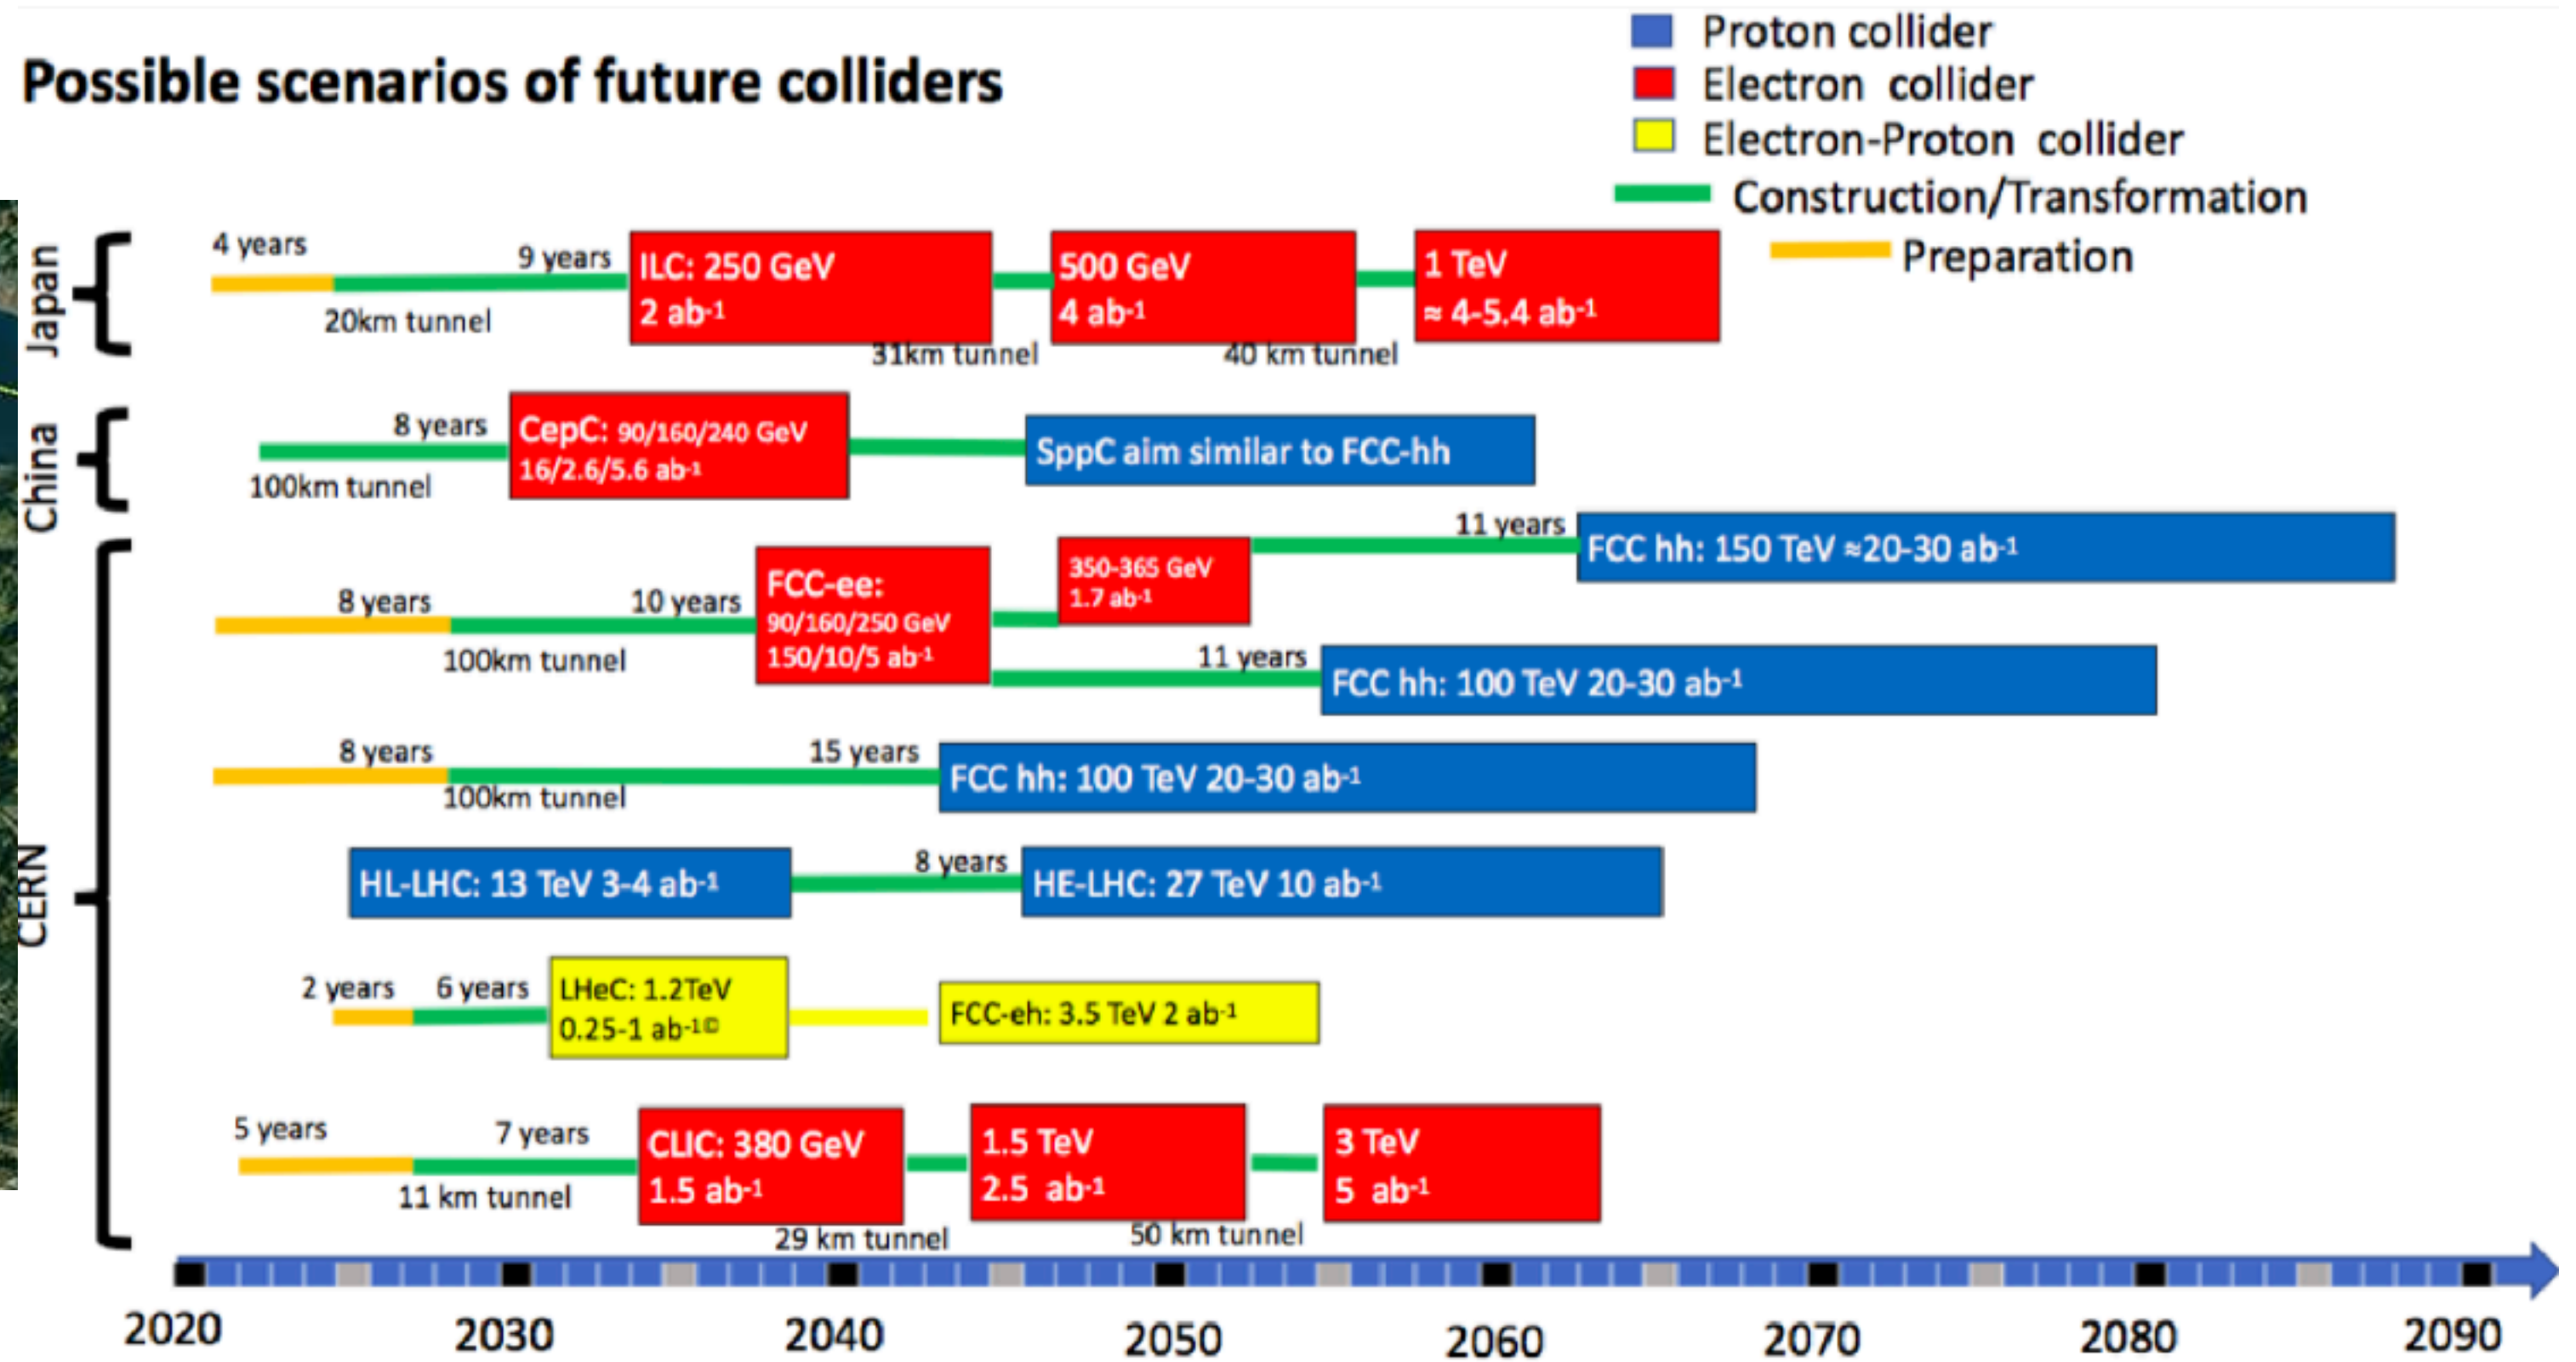 Possible scenarios of future colliders
Proton collider
Electron collider
Electron-Proton collider
Construction/Transformation
Preparation
Japan
4 years
9 years
20km tunnel
ILC: 250 GeV
2 ab-1
31km tunnel
500 GeV
4 ab-1
40 km tunnel
1 TeV
≈ 4-5.4 ab-1
China
8 years
100km tunnel
CepC: 90/160/240 GeV
16/2.6/5.6 ab-1
SppC aim similar to FCC-hh
CERN
8 years
10 years
100km tunnel
FCC-ee:
90/160/250 GeV
150/10/5 ab-1
350-365 GeV
1.7 ab-1
11 years
FCC hh: 150 TeV ≈20-30 ab-1
11 years
FCC hh: 100 TeV 20-30 ab-1
8 years
15 years
100km tunnel
FCC hh: 100 TeV 20-30 ab-1
HL-LHC: 13 TeV 3-4 ab-1
8 years
HE-LHC: 27 TeV 10 ab-1
2 years
6 years
LHeC: 1.2TeV
0.25-1 ab-1©
FCC-eh: 3.5 TeV 2 ab-1
5 years
7 years
11 km tunnel
CLIC: 380 GeV
1.5 ab-1
29 km tunnel
1.5 TeV
2.5 ab-1
50 km tunnel
3 TeV
5 ab-1
2020 2030 2040 2050 2060 2070 2080 2090